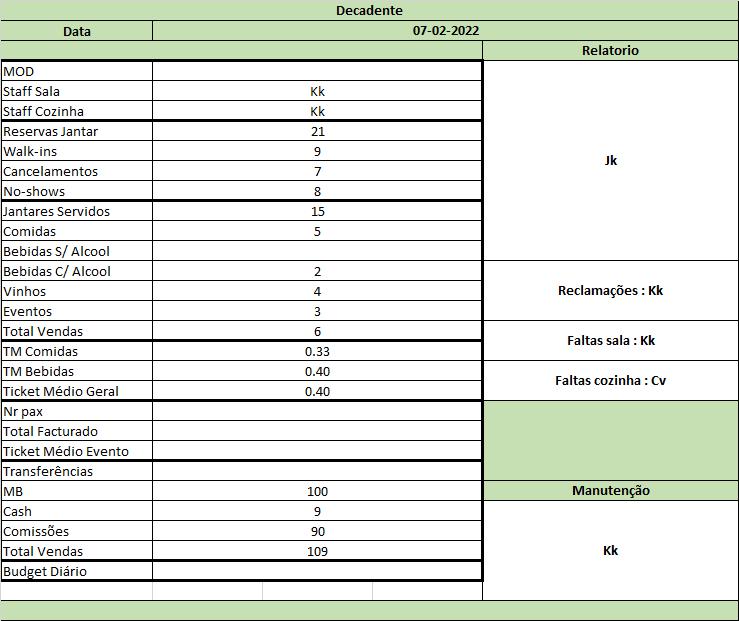 Decadente
Data 07-02-2022
Relatorio
MOD
Staff Sala Kk
Staff Cozinha Kk
Reservas Jantar 21
Walk-ins 9
Cancelamentos 7
No-shows 8
Jk
Jantares Servidos 15
Comidas 5
Bebidas S/ Alcool
Bebidas C/ Alcool 2
Vinhos 4
Reclamações : Kk
Eventos 3
Total Vendas 6
Faltas sala : Kk
TM Comidas 0.33
TM Bebidas 0.40
Faltas cozinha : Cv
Ticket Médio Geral 0.40
Nr pax
Total Facturado
Ticket Médio Evento
Transferências
MB 100
Manutenção
Cash 9
Comissões 90
Total Vendas 109
Kk
Budget Diário